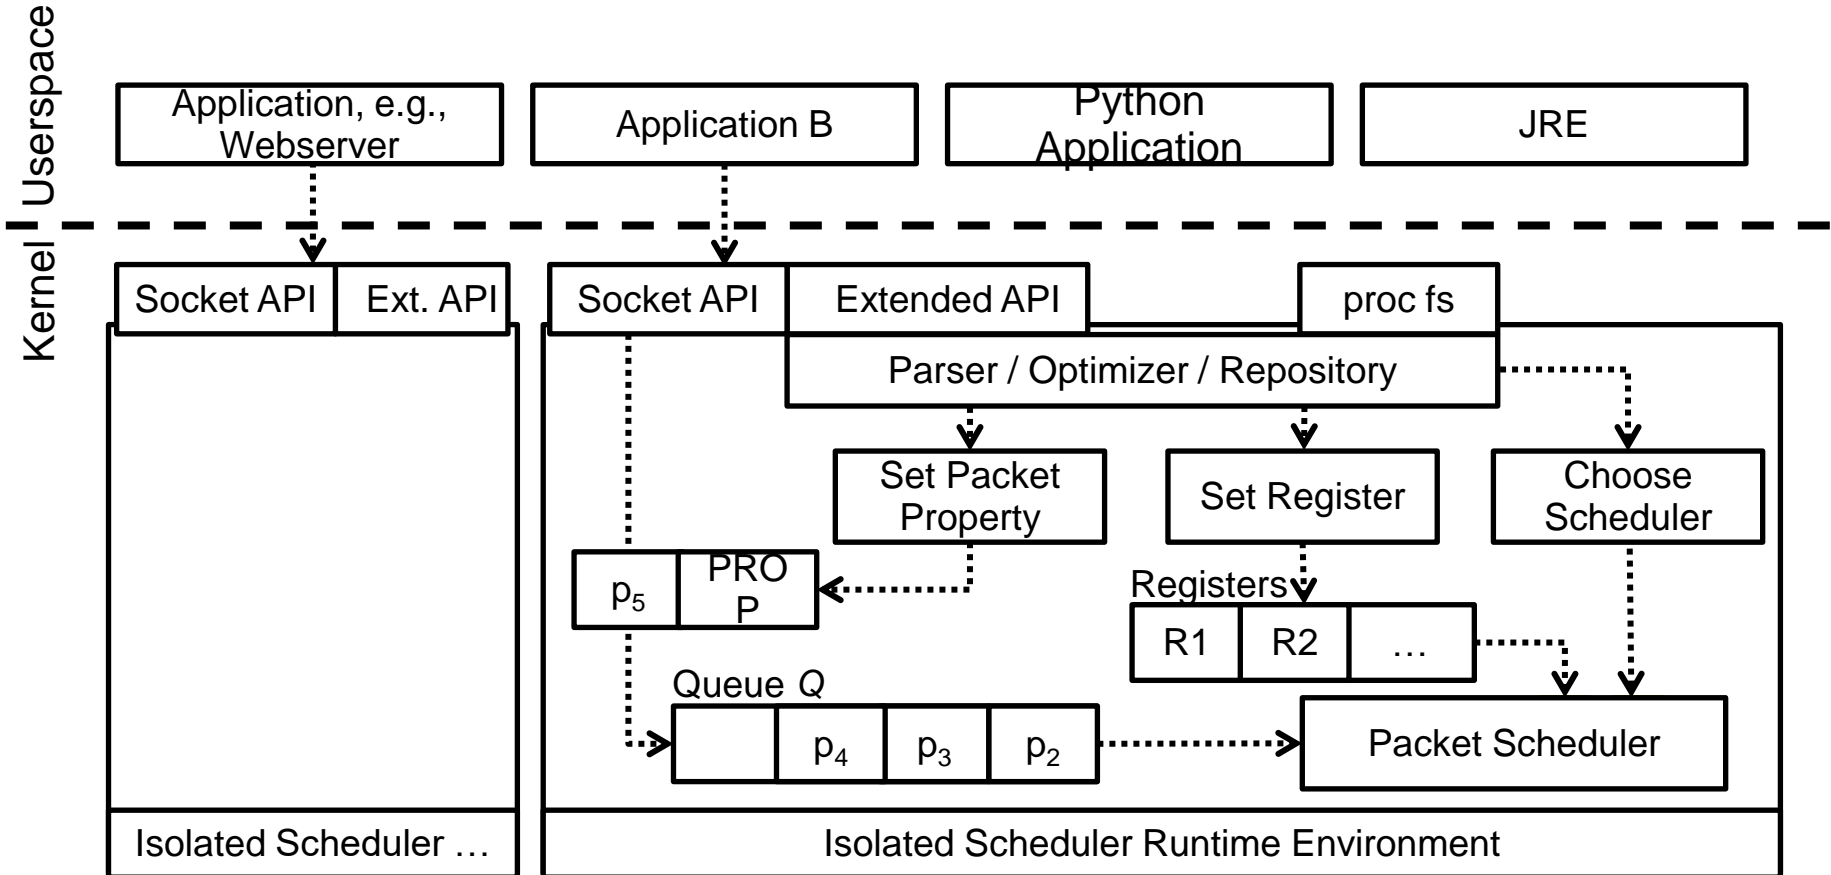 Userspace
Application, e.g.,
Webserver
Application B
Python
Application
JRE
Kernel
Socket API
Ext. API
Socket API
Extended API
proc fs
Parser / Optimizer / Repository
Set Packet
Property
Set Register
Choose
Scheduler
p5
PRO
P
Registers
R1
R2
…
Queue Q
p4
p3
p2
Packet Scheduler
Isolated Scheduler …
Isolated Scheduler Runtime Environment